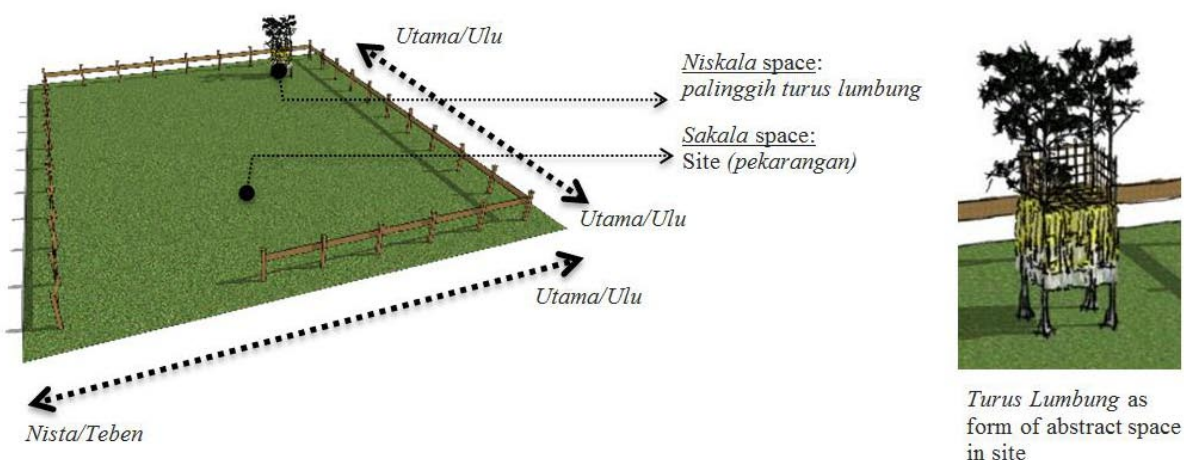 Utama/Ulu
Niskala space:
palinggih turus lumbung
Sakala space:
Site (pekarangan)
Utama/Ulu
Utama/Ulu
Nista/Teben
Turus Lumbung as
form of abstract space
in site